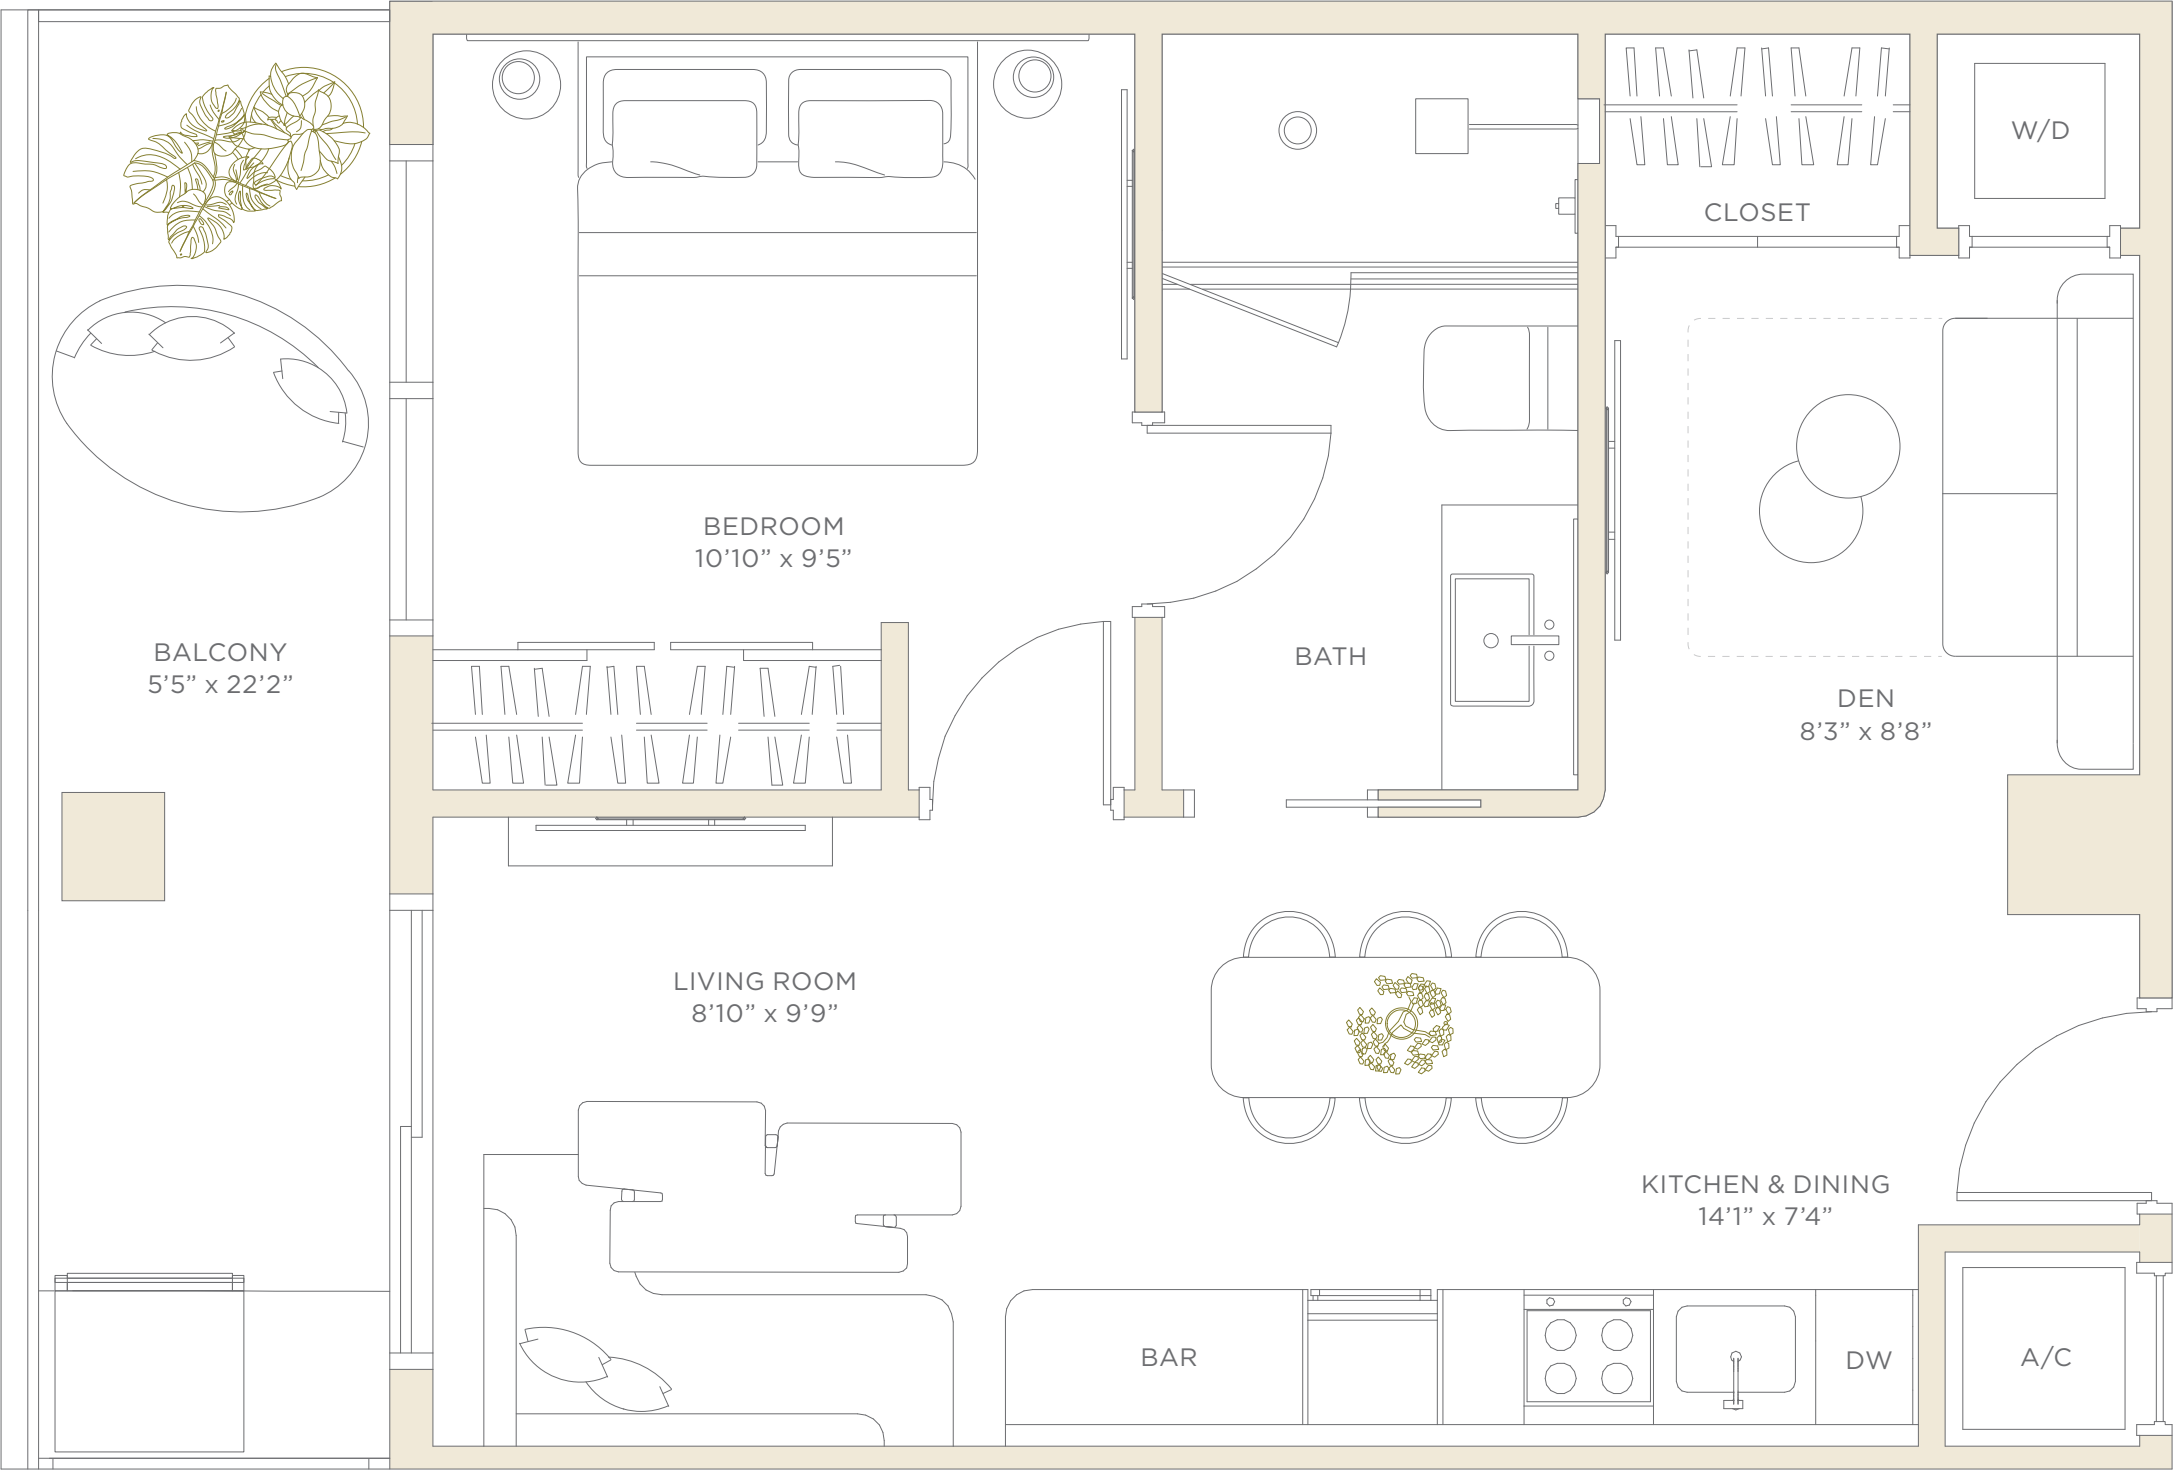 W/D
CLOSET
BEDROOM
10’10” x 9’5”
BALCONY
5’5” x 22’2”
BATH
DEN
8’3” x 8’8”
LIVING ROOM
8’10” x 9’9”
KITCHEN & DINING
14’1” x 7’4”
BAR
DW
A/C